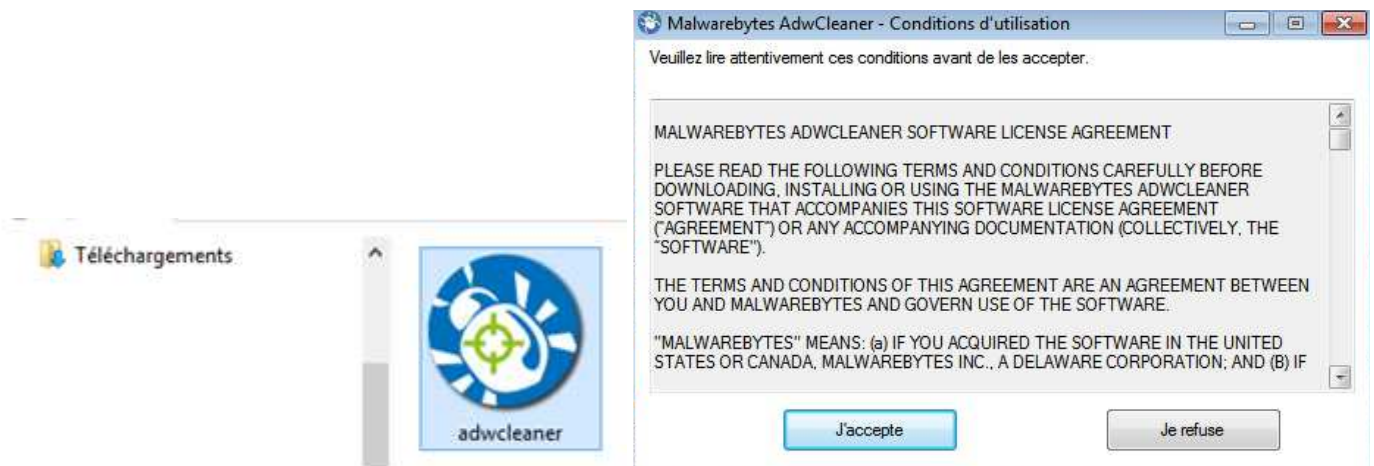 Téléchargements
adwcleaner
Malwarebytes AdwCleaner - Conditions d'utilisation
Veuillez lire attentivement ces conditions avant de les accepter.
MALWAREBYTES ADWCLEANER SOFTWARE LICENSE AGREEMENT
PLEASE READ THE FOLLOWING TERMS AND CONDITIONS CAREFULLY BEFORE
DOWNLOADING, INSTALLING OR USING THE MALWAREBYTES ADWCLEANER
SOFTWARE THAT ACCOMPANIES THIS SOFTWARE LICENSE AGREEMENT
("AGREEMENT") OR ANY ACCOMPANYING DOCUMENTATION (COLLECTIVELY, THE
"SOFTWARE").
THE TERMS AND CONDITIONS OF THIS AGREEMENT ARE AN AGREEMENT BETWEEN
YOU AND MALWAREBYTES AND GOVERN USE OF THE SOFTWARE.
"MALWAREBYTES" MEANS: (a) IF YOU ACQUIRED THE SOFTWARE IN THE UNITED
STATES OR CANADA, MALWAREBYTES INC., A DELAWARE CORPORATION; AND (B) IF
J'accepte
Je refuse